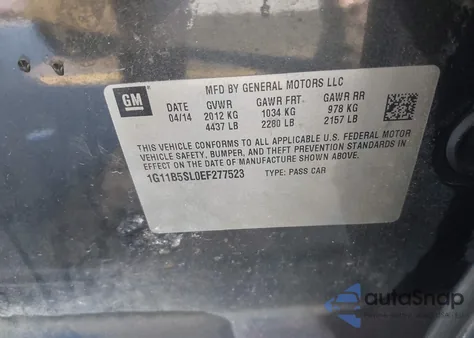 GM
MFD BY GENERAL MOTORS LLC
DATE GVWR GAWR FRT GAWR RR
04/14 2012 KG 1034 KG 978 KG
4437 LB 2280 LB 2157 LB
THIS VEHICLE CONFORMS TO ALL APPLICABLE U.S. FEDERAL MOTOR
VEHICLE SAFETY, BUMPER, AND THEFT PREVENTION STANDARDS IN
EFFECT ON THE DATE OF MANUFACTURE SHOWN ABOVE.
1G11B5SL0EF277523 TYPE: PASS CAR
autoSnap